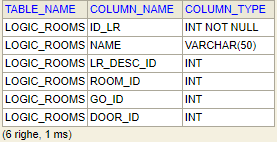 TABLE_NAME COLUMN_NAME COLUMN_TYPE
LOGIC_ROOMS ID_LR INT NOT NULL
LOGIC_ROOMS NAME VARCHAR(50)
LOGIC_ROOMS LR_DESC_ID INT
LOGIC_ROOMS ROOM_ID INT
LOGIC_ROOMS GO_ID INT
LOGIC_ROOMS DOOR_ID INT
(6 righe, 1 ms)